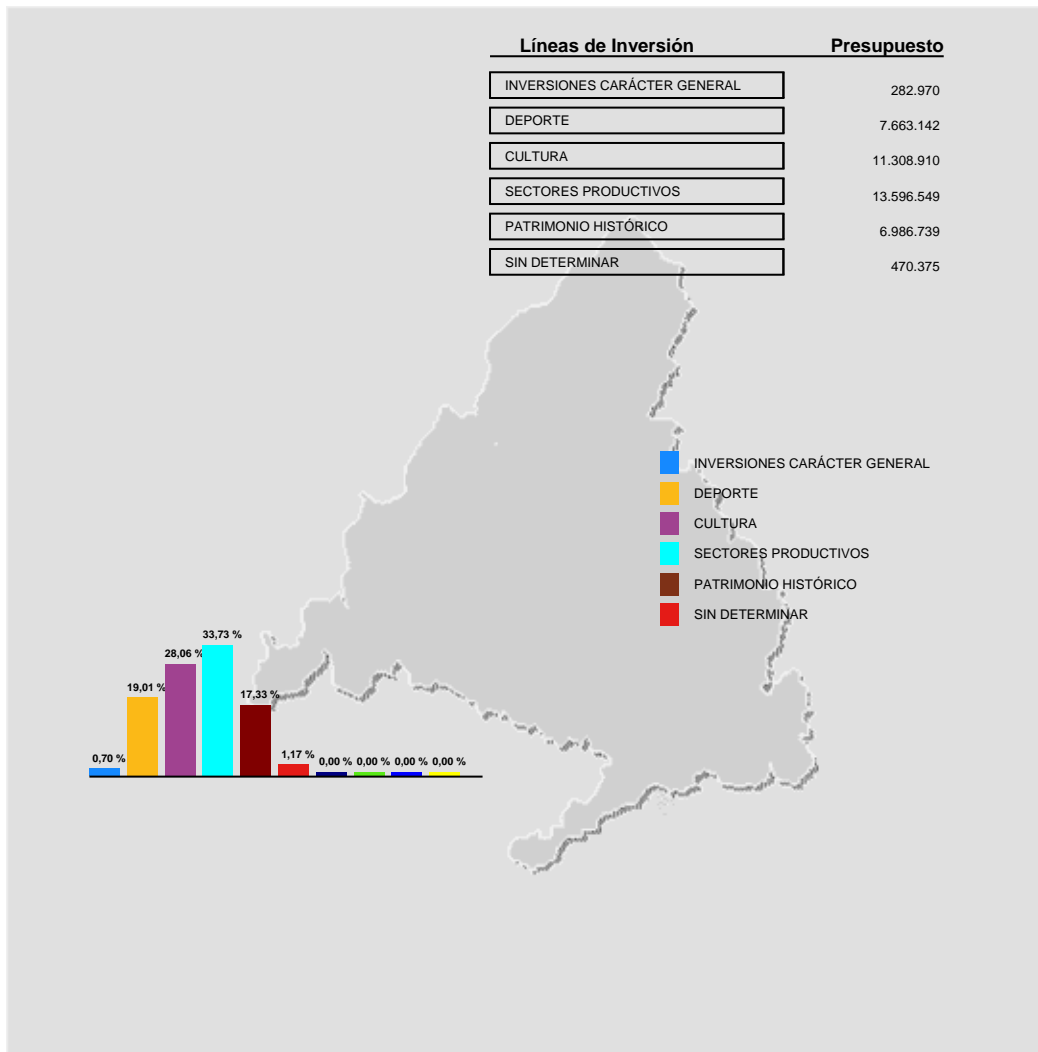 Líneas de Inversión Presupuesto
INVERSIONES CARÁCTER GENERAL 282.970
DEPORTE 7.663.142
CULTURA 11.308.910
SECTORES PRODUCTIVOS 13.596.549
PATRIMONIO HISTÓRICO 6.986.739
SIN DETERMINAR 470.375
INVERSIONES CARÁCTER GENERAL
DEPORTE
CULTURA
SECTORES PRODUCTIVOS
PATRIMONIO HISTÓRICO
SIN DETERMINAR
0,70 %
19,01 %
28,06 %
33,73 %
17,33 %
1,17 %
0,00 %
0,00 %
0,00 %
0,00 %